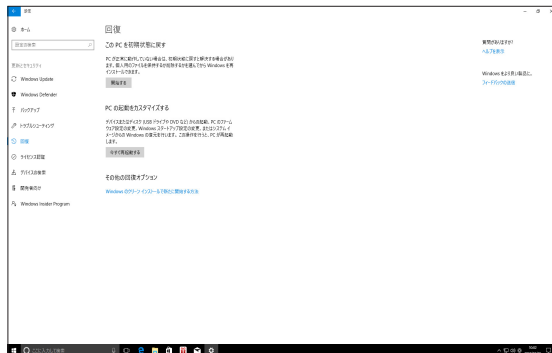 設定
ホーム
設定の検索
更新とセキュリティ
Windows Update
Windows Defender
バックアップ
トラブルシューティング
回復
ライセンス認証
デバイスの検索
開発者向け
Windows Insider Program
回復
この PC を初期状態に戻す
PC が正常に動作していない場合は、初期状態に戻すと解決する場合があり
ます。個人用のファイルを保持するか削除するかを選んでから Windows を再
インストールできます。
開始する
PC の起動をカスタマイズする
デバイスまたはディスク (USB ドライブや DVD など) からの起動、PC のファーム
ウェア設定の変更、Windows スタートアップ設定の変更、またはシステム イ
メージからの Windows の復元を行います。この操作を行うと、PC が再起動
します。
今すぐ再起動する
その他の回復オプション
Windows のクリーン インストールで新たに開始する方法
質問がありますか?
ヘルプを表示
Windows をより良い製品に。
フィードバックの送信
ここに入力して検索